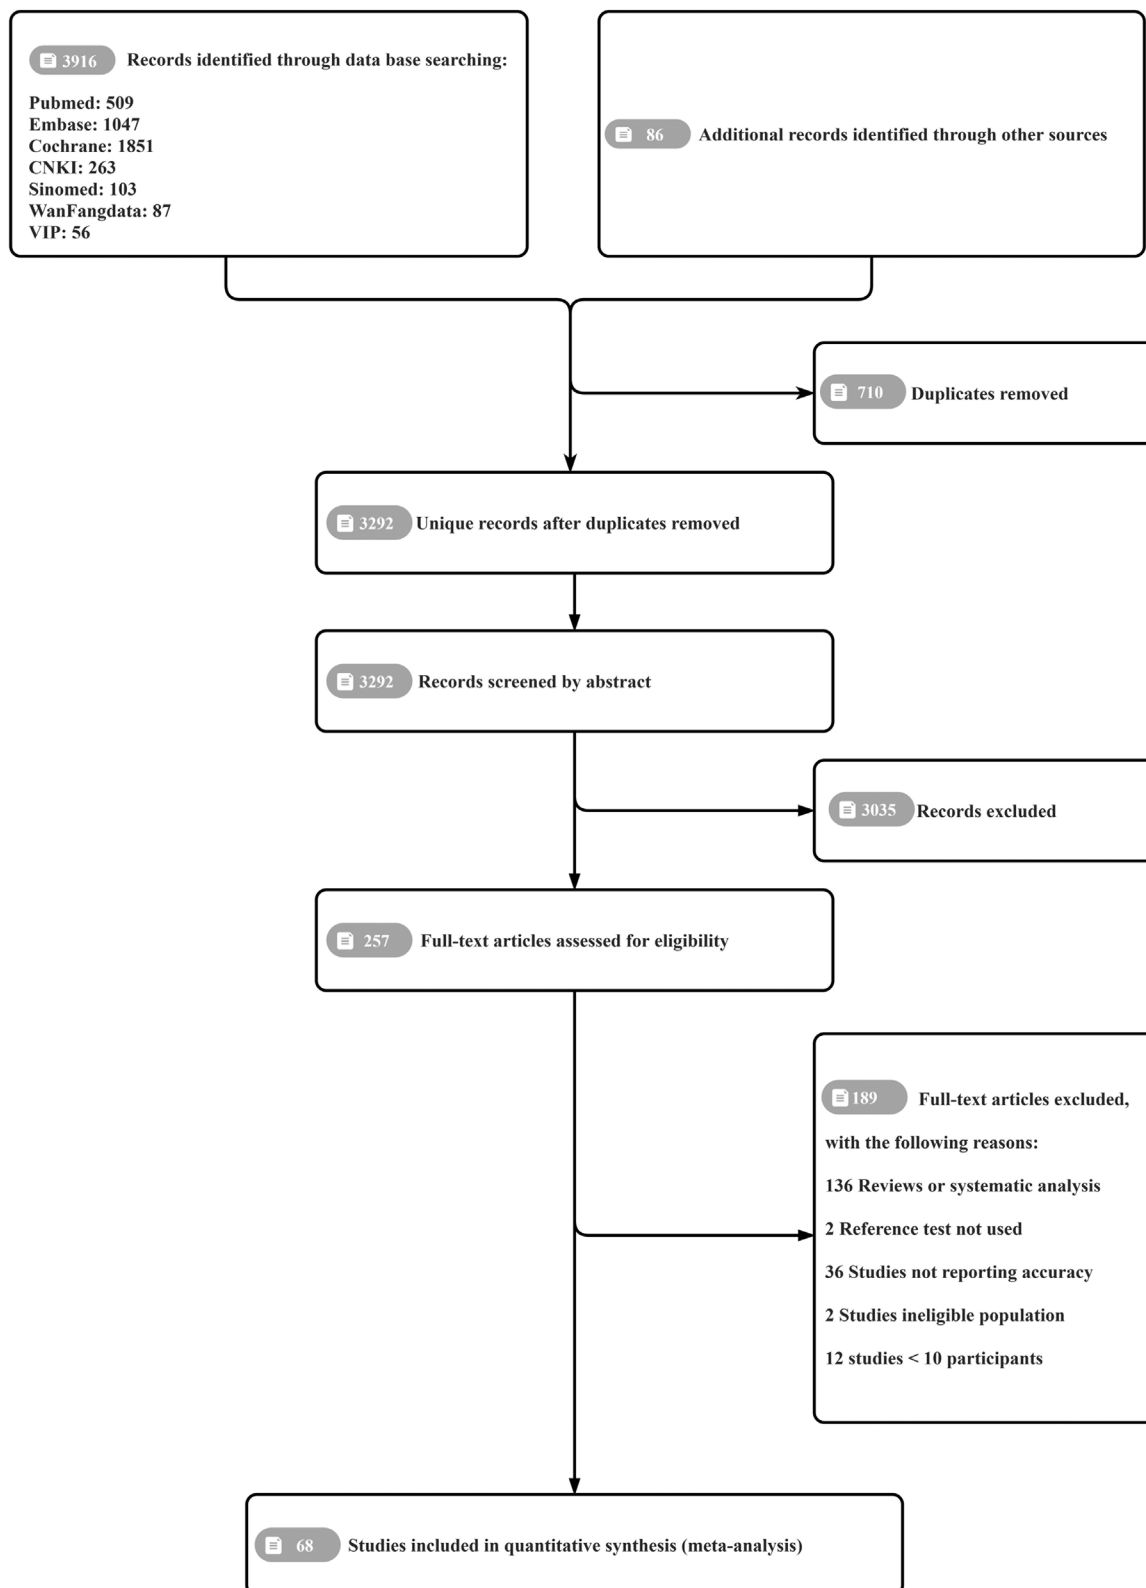 3916 Records identified through data base searching:
Pubmed: 509
Embase: 1047
Cochrane: 1851
CNKI: 263
Sinomed: 103
WanFangdata: 87
VIP: 56
86 Additional records identified through other sources
710 Duplicates removed
3292 Unique records after duplicates removed
3292 Records screened by abstract
3035 Records excluded
257 Full-text articles assessed for eligibility
189 Full-text articles excluded,
with the following reasons:
136 Reviews or systematic analysis
2 Reference test not used
36 Studies not reporting accuracy
2 Studies ineligible population
12 studies < 10 participants
68 Studies included in quantitative synthesis (meta-analysis)